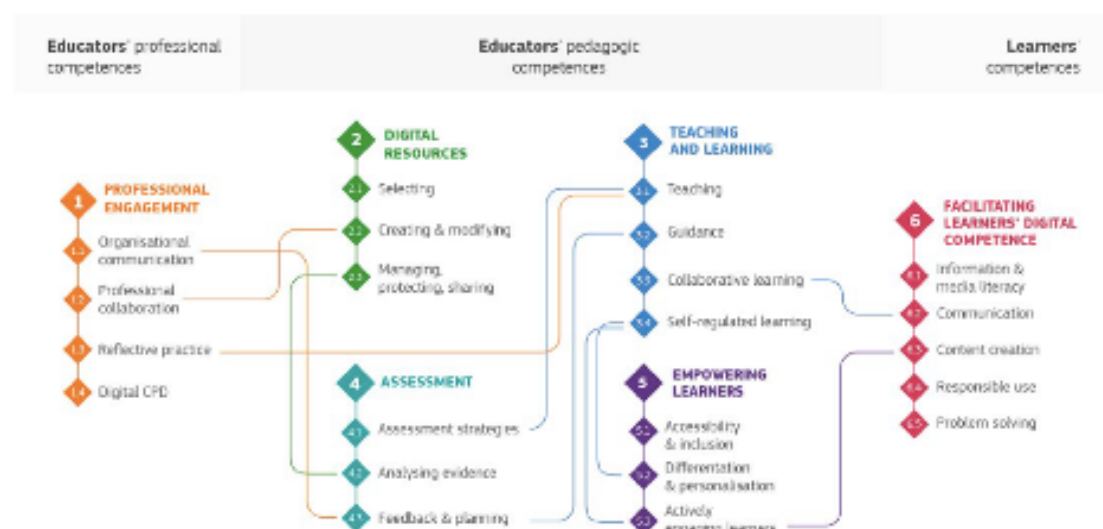 Educators' professional
competences
Educators' pedagogic
competences
Learners'
competences
1
PROFESSIONAL
ENGAGEMENT
1.1
Organisational
communication
1.2
Professional
collaboration
1.3
Reflective practice
1.4
Digital CPD
2
DIGITAL
RESOURCES
2.1
Selecting
2.2
Creating & modifying
2.3
Managing,
protecting, sharing
3
TEACHING
AND LEARNING
3.1
Teaching
3.2
Guidance
3.3
Collaborative learning
3.4
Self-regulated learning
4
ASSESSMENT
4.1
Assessment strategies
4.2
Analysing evidence
4.3
Feedback & planning
5
EMPOWERING
LEARNERS
5.1
Accessibility
& inclusion
5.2
Differentation
& personalisation
5.3
Actively
6
FACILITATING
LEARNERS' DIGITAL
COMPETENCE
6.1
Information &
media literacy
6.2
Communication
6.3
Content creation
6.4
Responsible use
6.5
Problem solving